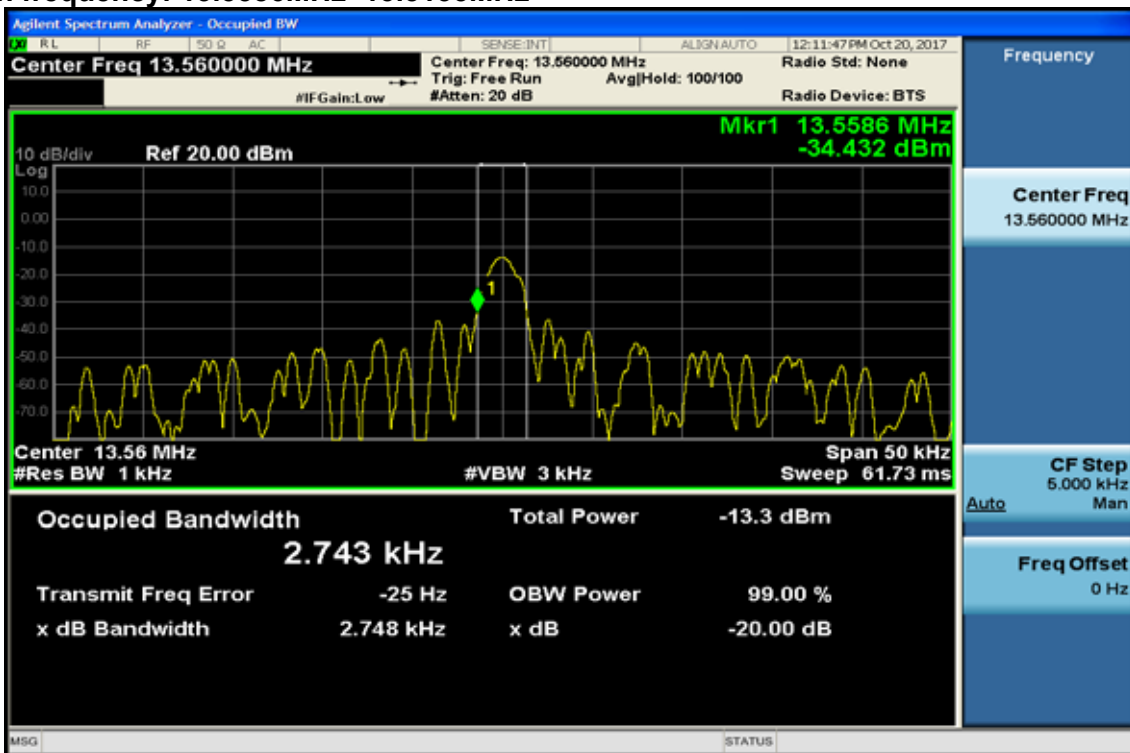 Agilent Spectrum Analyzer - Occupied BW
LXI RL RF 50 Ω AC SENSE:INT ALIGN AUTO 12:11:47 PM Oct 20, 2017
Center Freq 13.560000 MHz Center Freq: 13.560000 MHz Radio Std: None
Trig: Free Run Avg|Hold: 100/100
#IFGain:Low #Atten: 20 dB Radio Device: BTS
Mkr1 13.5586 MHz
-34.432 dBm
10 dB/div Ref 20.00 dBm
Log
10.0
0.00
-10.0
-20.0
-30.0
-40.0
-50.0
-60.0
-70.0
1
Center 13.56 MHz Span 50 kHz
#Res BW 1 kHz #VBW 3 kHz Sweep 61.73 ms
Occupied Bandwidth Total Power -13.3 dBm
2.743 kHz
Transmit Freq Error -25 Hz OBW Power 99.00 %
x dB Bandwidth 2.748 kHz x dB -20.00 dB
MSG STATUS
Frequency
Center Freq
13.560000 MHz
CF Step
5.000 kHz
Auto Man
Freq Offset
0 Hz